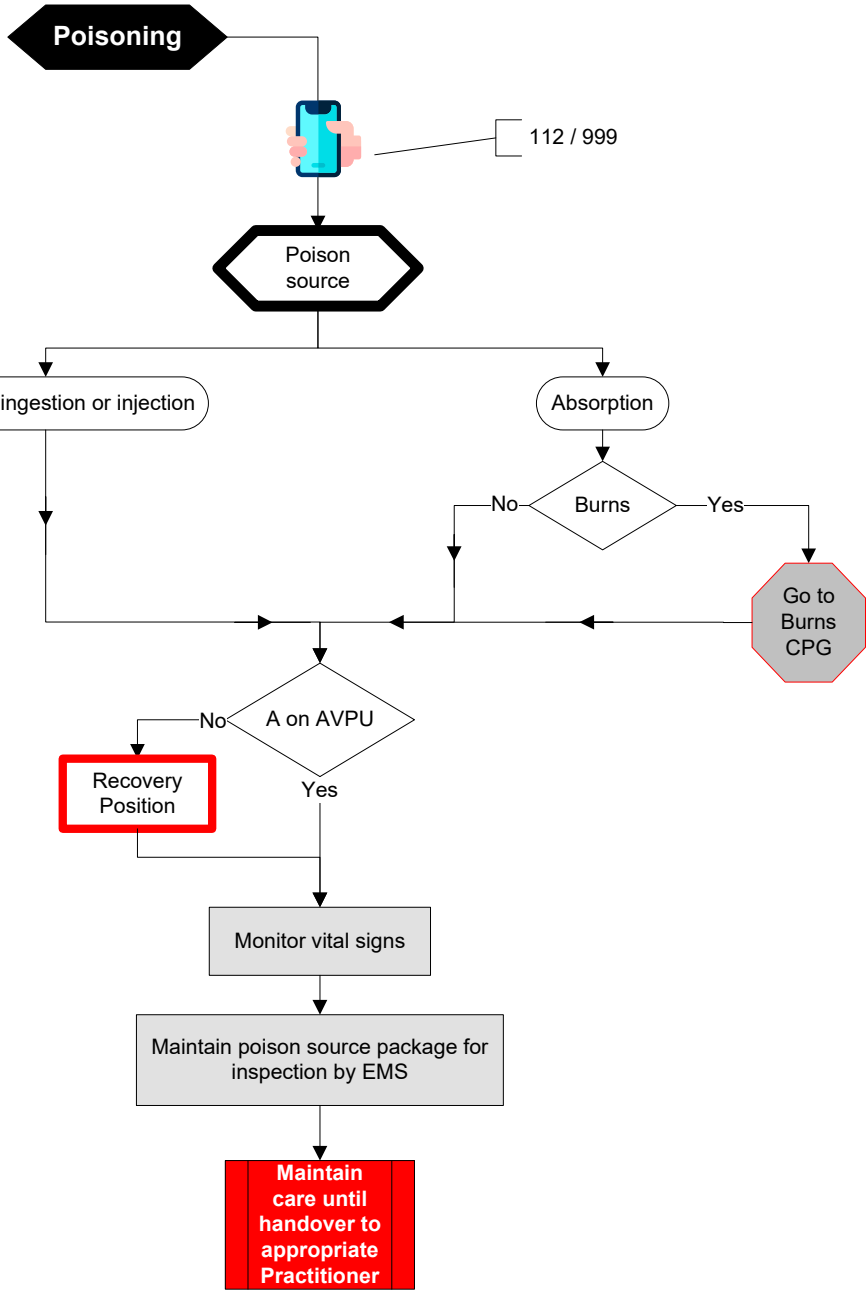 Poisoning
112 / 999
Poison
source
ingestion or injection
Absorption
No
Burns
Yes
Go to
Burns
CPG
No
A on AVPU
Recovery
Position
Yes
Monitor vital signs
Maintain poison source package for
inspection by EMS
Maintain
care until
handover to
appropriate
Practitioner